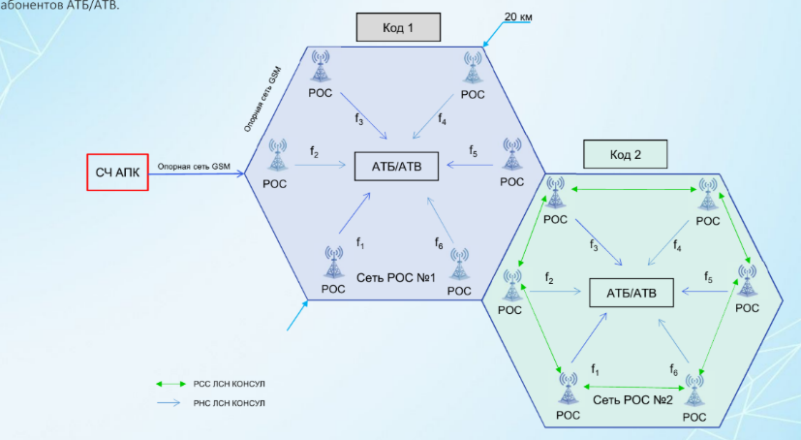 абонентов АТБ/АТВ.
20 км
Код 1
Опорная сеть GSM
РОС
РОС
f3
f4
СЧ АПК
Опорная сеть GSM
f2
АТБ/АТВ
f5
РОС
РОС
Код 2
f1
f6
Сеть РОС №1
РОС
РОС
РОС
РОС
f3
f4
f2
АТБ/АТВ
f5
РОС
РОС
f1
f6
Сеть РОС №2
РОС
РОС
РСС ЛСН КОНСУЛ
РНС ЛСН КОНСУЛ